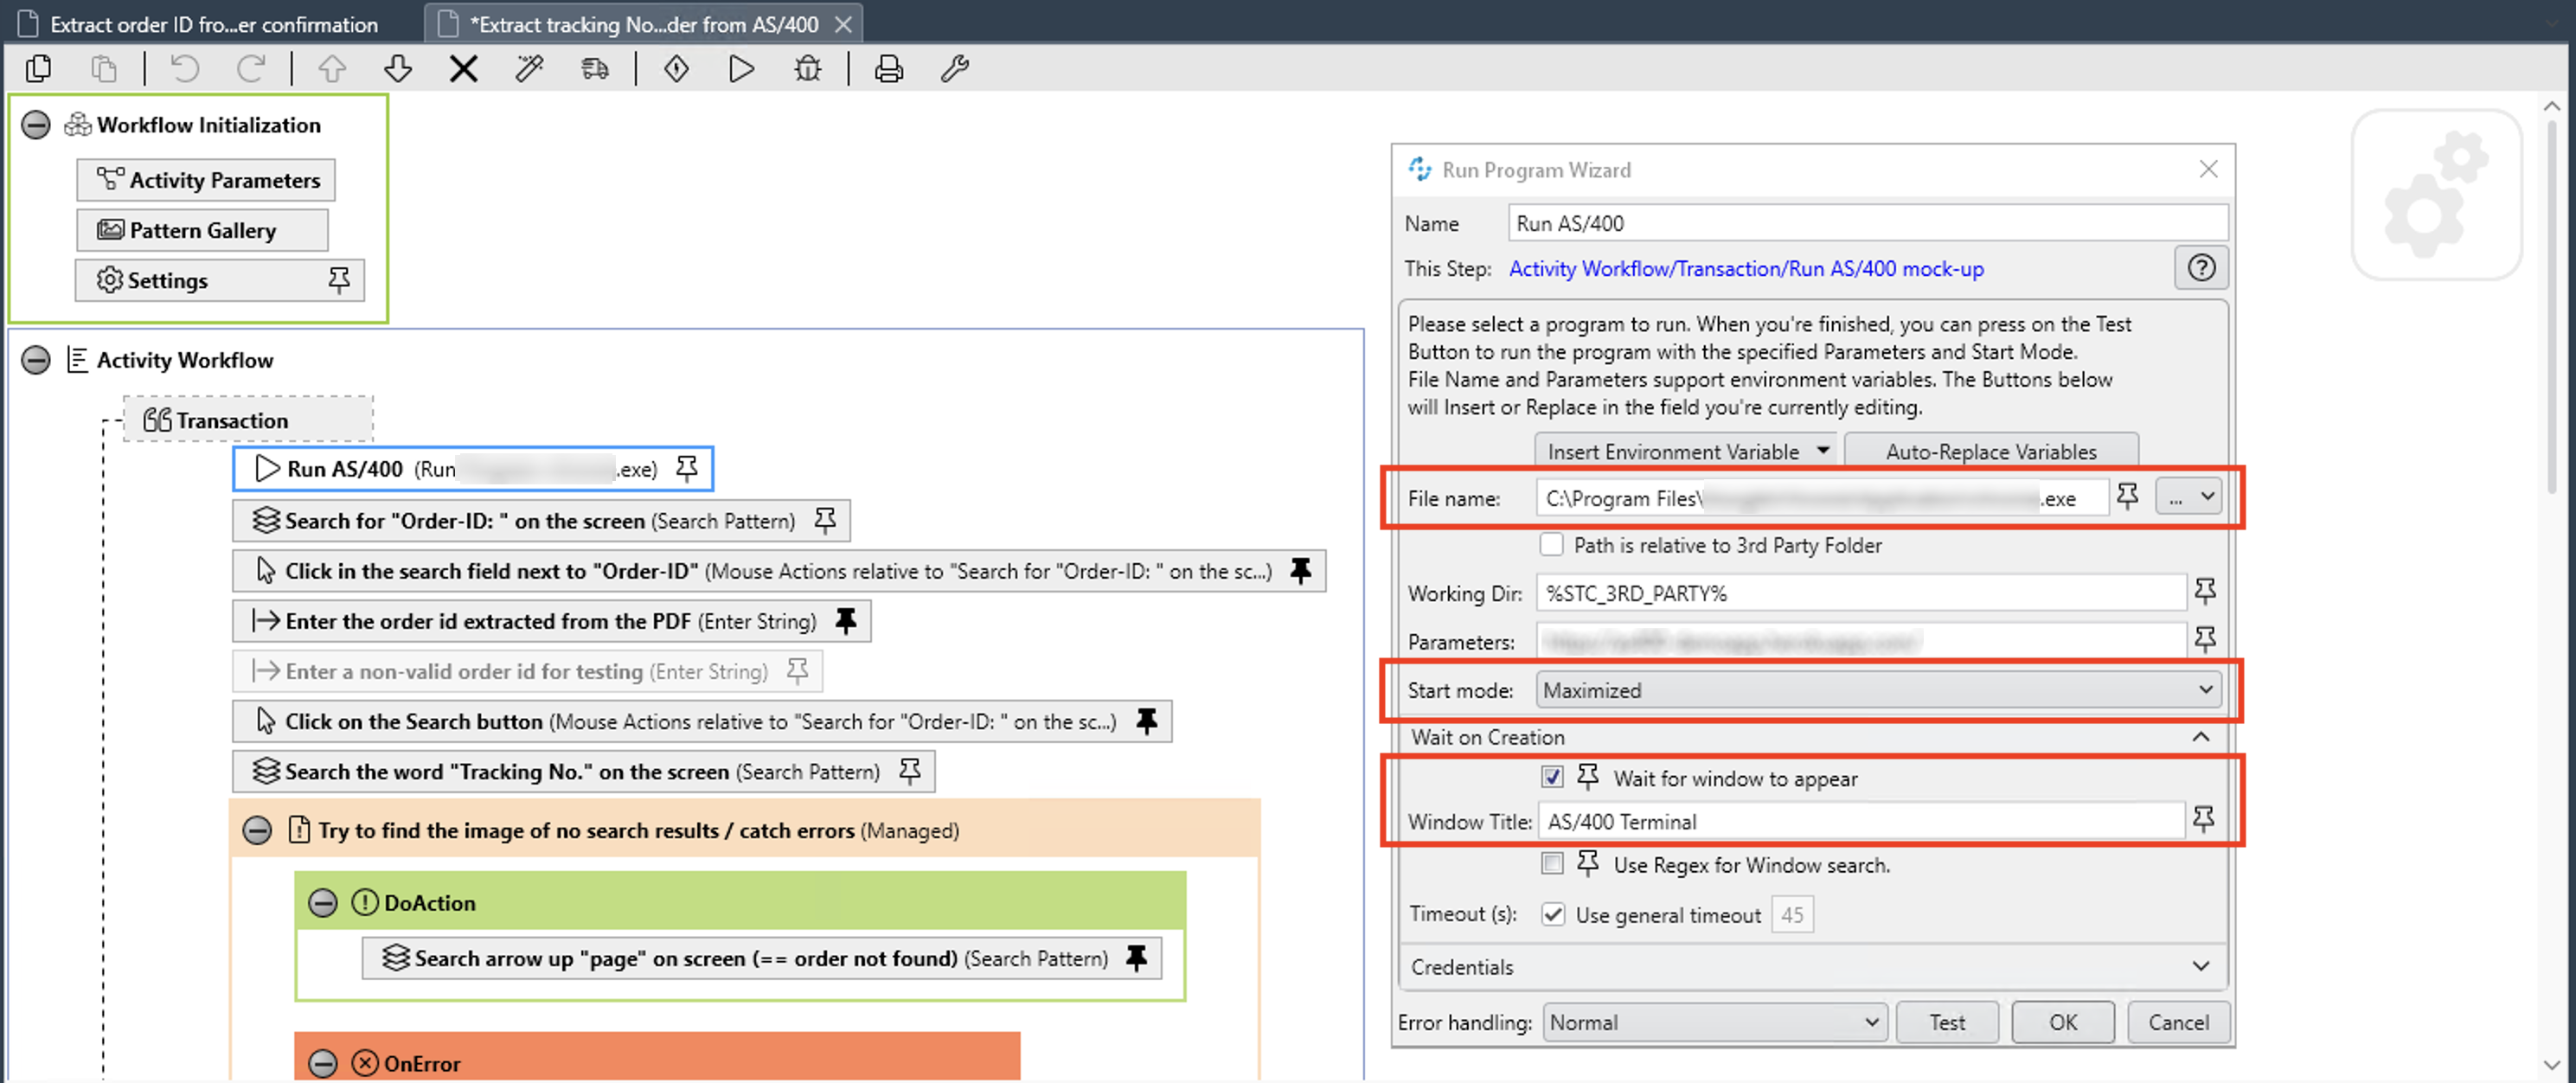 Extract order ID fro...er confirmation
*Extract tracking No...der from AS/400
Workflow Initialization
Activity Parameters
Pattern Gallery
Settings
Activity Workflow
Transaction
Run AS/400 (Run .exe)
Search for "Order-ID: " on the screen (Search Pattern)
Click in the search field next to "Order-ID" (Mouse Actions relative to "Search for "Order-ID: " on the sc...)
Enter the order id extracted from the PDF (Enter String)
Enter a non-valid order id for testing (Enter String)
Click on the Search button (Mouse Actions relative to "Search for "Order-ID: " on the sc...)
Search the word "Tracking No." on the screen (Search Pattern)
Try to find the image of no search results / catch errors (Managed)
DoAction
Search arrow up "page" on screen (== order not found) (Search Pattern)
OnError
Run Program Wizard
Name Run AS/400
This Step: Activity Workflow/Transaction/Run AS/400 mock-up
Please select a program to run. When you're finished, you can press on the Test
Button to run the program with the specified Parameters and Start Mode.
File Name and Parameters support environment variables. The Buttons below
will Insert or Replace in the field you're currently editing.
Insert Environment Variable Auto-Replace Variables
File name: C:\Program Files\ .exe ...
Path is relative to 3rd Party Folder
Working Dir: %STC_3RD_PARTY%
Parameters:
Start mode: Maximized
Wait on Creation
Wait for window to appear
Window Title: AS/400 Terminal
Use Regex for Window search.
Timeout (s): Use general timeout 45
Credentials
Error handling: Normal Test OK Cancel